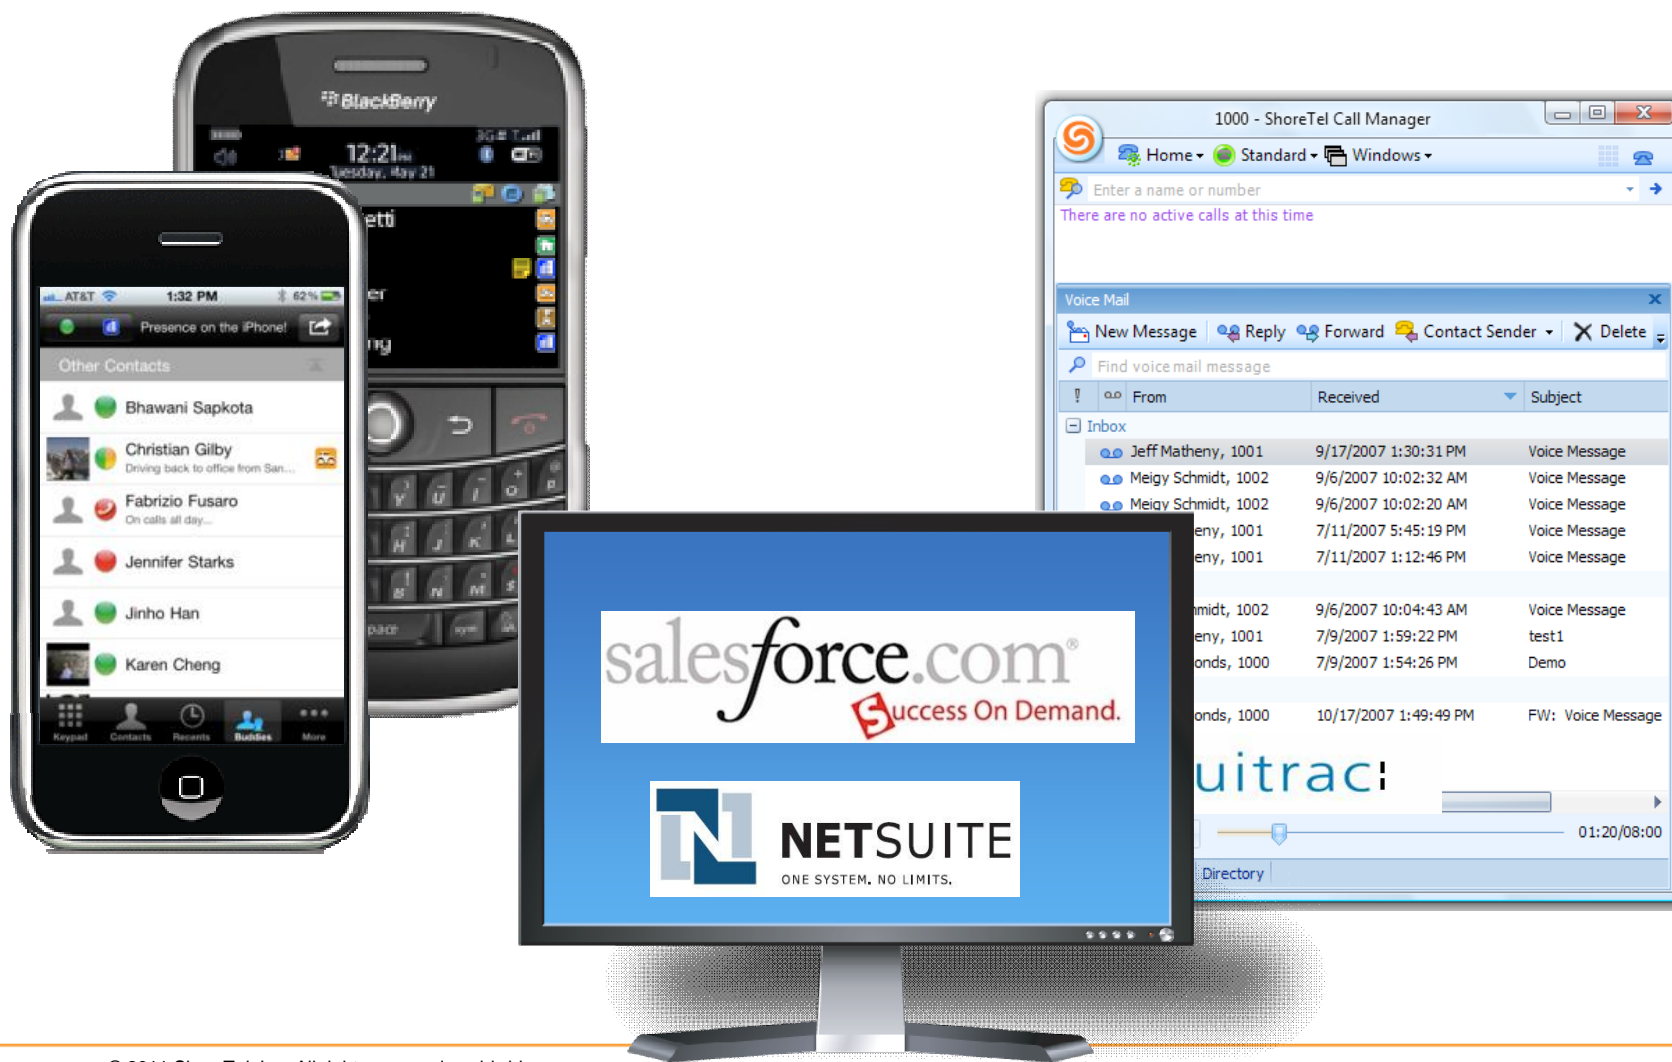 BlackBerry
3G
12:21
Tuesday, May 21
etti
er
ng
AT&T 1:32 PM 62%
Presence on the iPhone!
Other Contacts
Bhawani Sapkota
Christian Gilby
Driving back to office from San...
Fabrizio Fusaro
On calls all day...
Jennifer Starks
Jinho Han
Karen Cheng
Keypad Contacts Recents Buddies More
1000 - ShoreTel Call Manager
Home Standard Windows
Enter a name or number
There are no active calls at this time
Voice Mail
New Message Reply Forward Contact Sender Delete
Find voice mail message
! From Received Subject
Inbox
Jeff Matheny, 1001 9/17/2007 1:30:31 PM Voice Message
Meigy Schmidt, 1002 9/6/2007 10:02:32 AM Voice Message
Meigy Schmidt, 1002 9/6/2007 10:02:20 AM Voice Message
eny, 1001 7/11/2007 5:45:19 PM Voice Message
eny, 1001 7/11/2007 1:12:46 PM Voice Message
hmidt, 1002 9/6/2007 10:04:43 AM Voice Message
eny, 1001 7/9/2007 1:59:22 PM test1
onds, 1000 7/9/2007 1:54:26 PM Demo
onds, 1000 10/17/2007 1:49:49 PM FW: Voice Message
uitrac
01:20/08:00
Directory
salesforce.com®
Success On Demand.
NETSUITE
ONE SYSTEM. NO LIMITS.